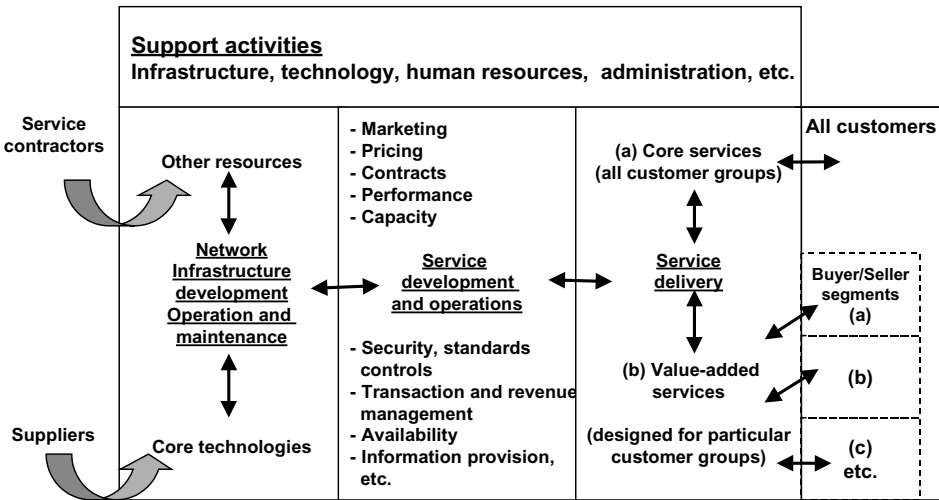 Support activities
Infrastructure, technology, human resources, administration, etc.
Service
contractors
Other resources
Network
Infrastructure
development
Operation and
maintenance
Suppliers
Core technologies
- Marketing
- Pricing
- Contracts
- Performance
- Capacity
Service
development
and operations
- Security, standards
controls
- Transaction and revenue
management
- Availability
- Information provision,
etc.
(a) Core services
(all customer groups)
Service
delivery
(b) Value-added
services
(designed for particular
customer groups)
All customers
Buyer/Seller
segments
(a)
(b)
(c)
etc.